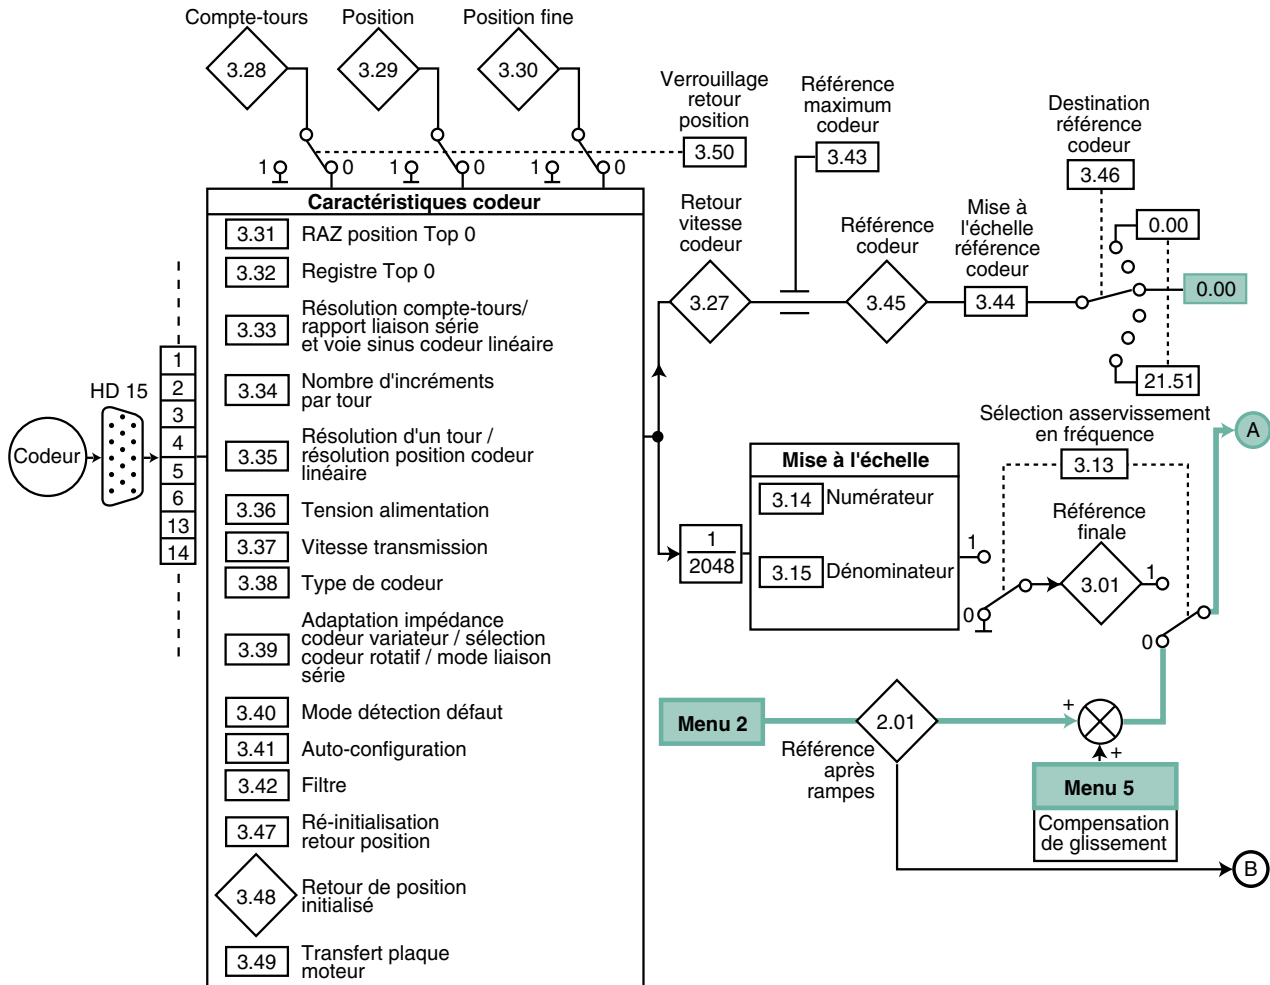 Compte-tours
Position
Position fine
3.28
3.29
3.30
Verrouillage
retour
position
3.50
Référence
maximum
codeur
3.43
Destination
référence
codeur
3.46
1
0
1
0
1
0
Caractéristiques codeur
3.31 RAZ position Top 0
3.32 Registre Top 0
3.33
Résolution compte-tours/
rapport liaison série
et voie sinus codeur linéaire
3.34
Nombre d'incréments
par tour
3.35
Résolution d'un tour /
résolution position codeur
linéaire
3.36 Tension alimentation
3.37 Vitesse transmission
3.38 Type de codeur
3.39
Adaptation impédance
codeur variateur / sélection
codeur rotatif / mode liaison
série
3.40 Mode détection défaut
3.41 Auto-configuration
3.42 Filtre
3.47
Ré-initialisation
retour position
3.48
Retour de position
initialisé
3.49
Transfert plaque
moteur
Codeur
HD 15
1
2
3
4
5
6
13
14
Retour
vitesse
codeur
3.27
Référence
codeur
3.45
Mise à
l'échelle
référence
codeur
3.44
0.00
0.00
21.51
Sélection asservissement
en fréquence
3.13
A
1
2048
Mise à l'échelle
3.14 Numérateur
3.15 Dénominateur
1
0
Référence
finale
3.01
1
0
Menu 2
2.01
Référence
après
rampes
+
+
Menu 5
Compensation
de glissement
B